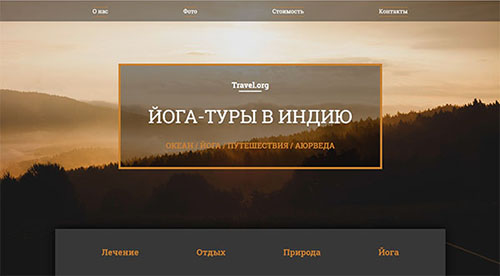 О нас Фото Стоимость Контакты
Travel.org
ЙОГА-ТУРЫ В ИНДИЮ
ОКЕАН / ЙОГА / ПУТЕШЕСТВИЯ / АЮРВЕДА
Лечение Отдых Природа Йога